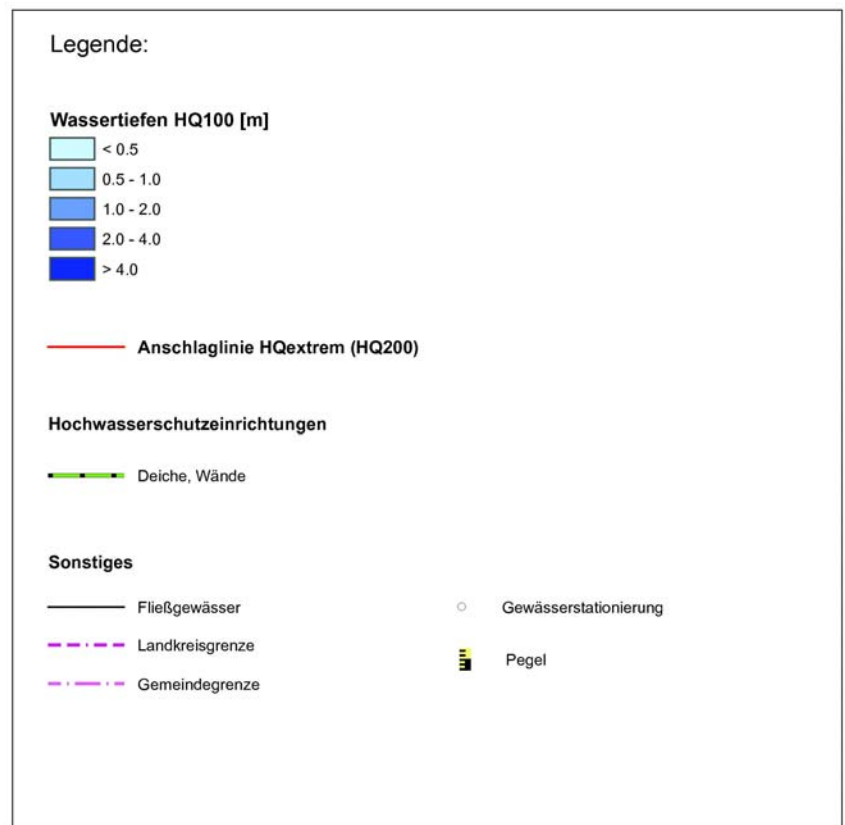 Legende:
Wassertiefen HQ100 [m]
< 0.5
0.5 - 1.0
1.0 - 2.0
2.0 - 4.0
> 4.0
Anschlaglinie HQextrem (HQ200)
Hochwasserschutzeinrichtungen
Deiche, Wände
Sonstiges
Fließgewässer
Gewässerstationierung
Landkreisgrenze
Pegel
Gemeindegrenze